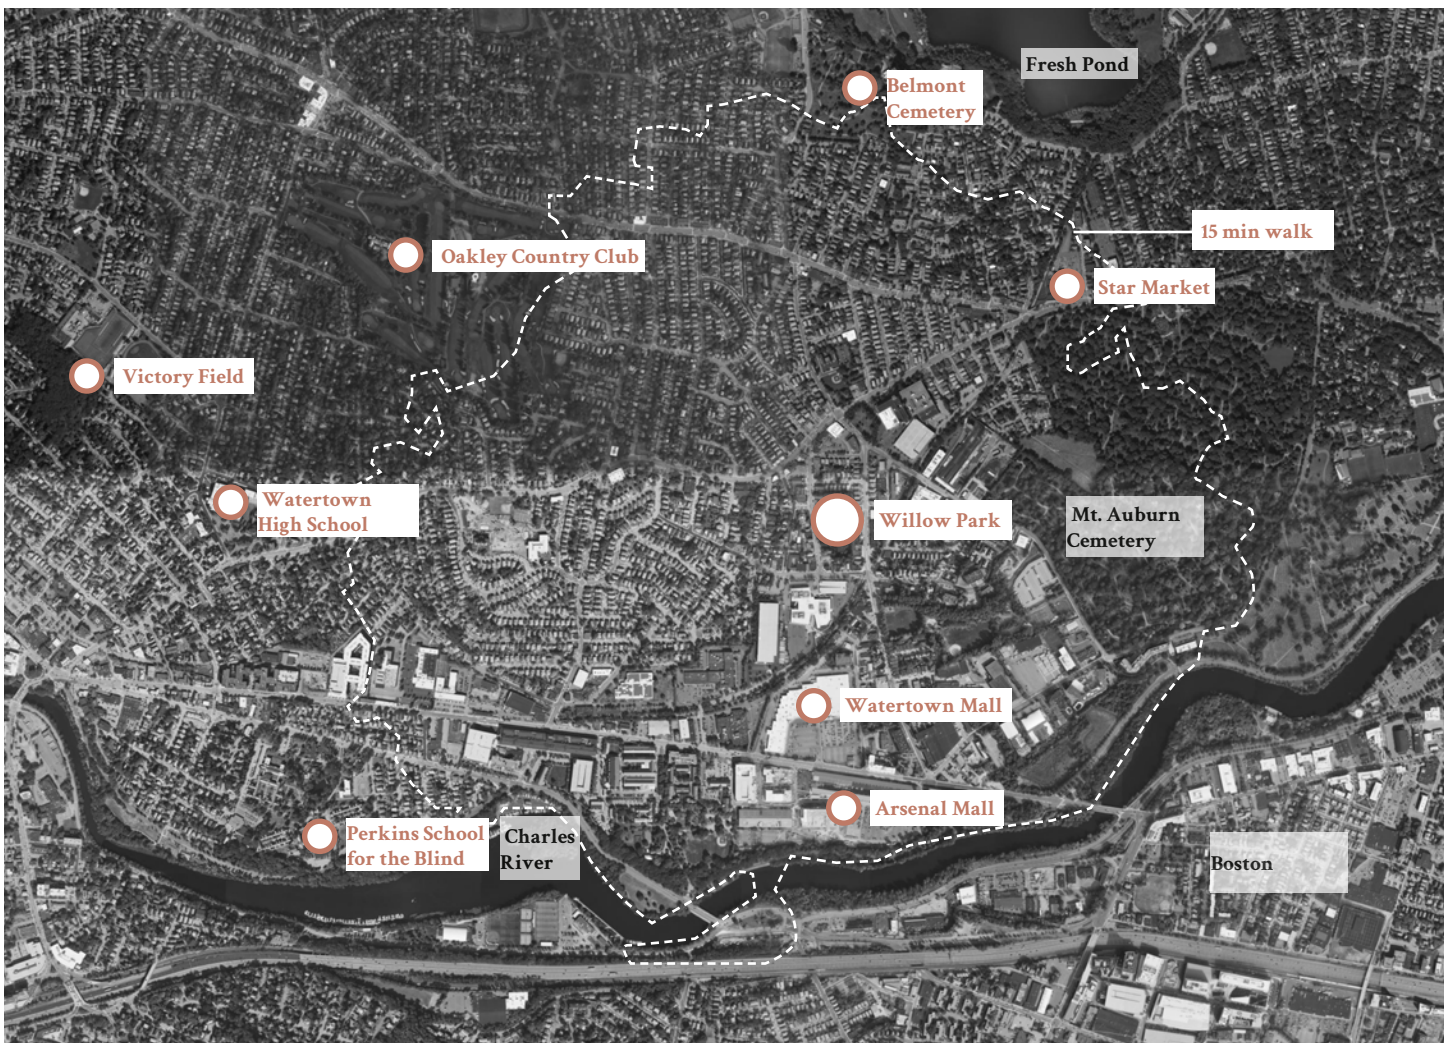 Fresh Pond
Belmont
Cemetery
15 min walk
Oakley Country Club
Star Market
Victory Field
Watertown
High School
Willow Park
Mt. Auburn
Cemetery
Watertown Mall
Arsenal Mall
Perkins School
for the Blind
Charles
River
Boston